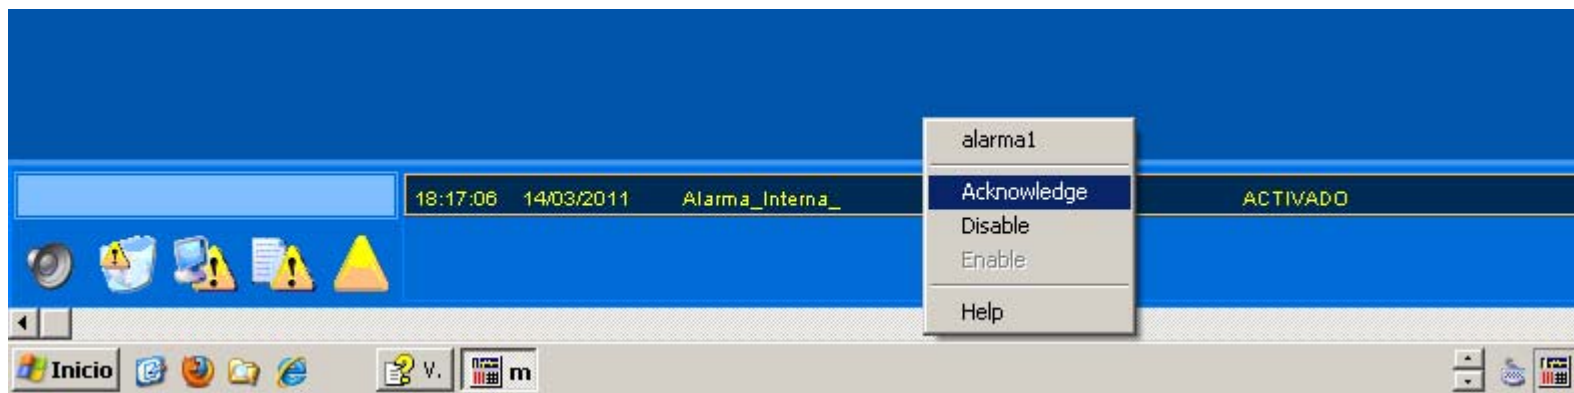 alarma1
18:17:06 14/03/2011 Alarma_Interna_ ACTIVADO
Acknowledge
Disable
Enable
Help
Inicio V. m